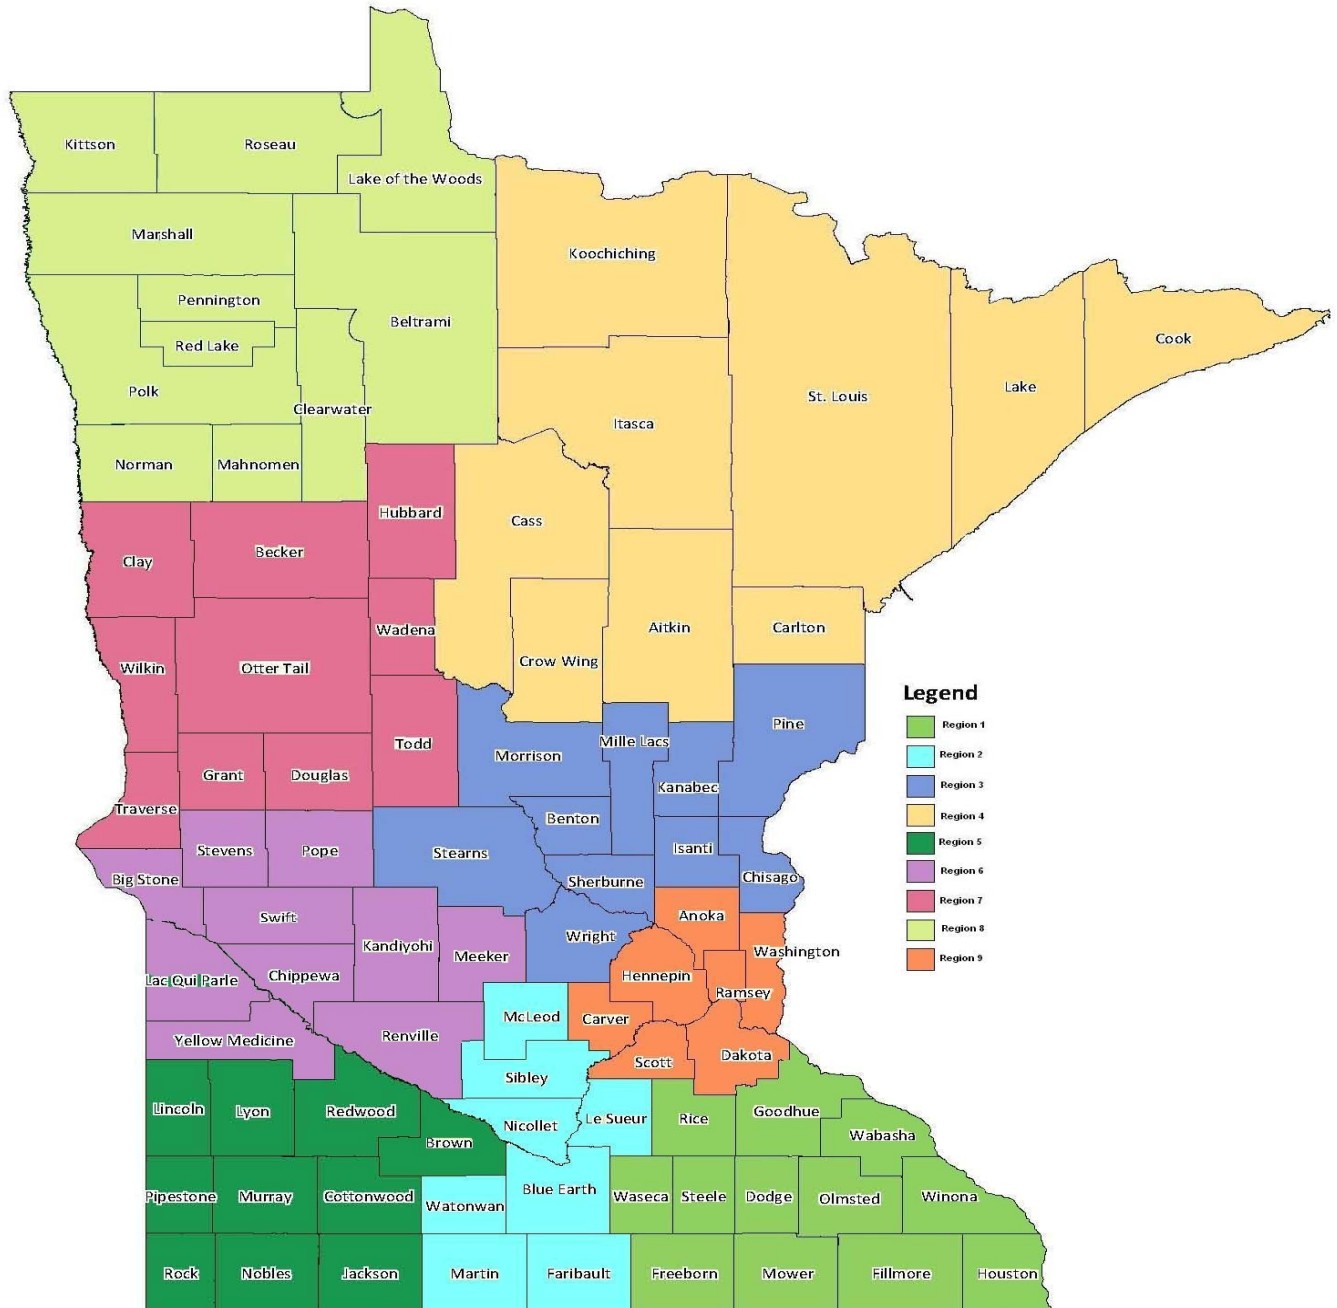 Kittson
Roseau
Lake of the Woods
Marshall
Koochiching
Pennington
Beltrami
Red Lake
Cook
Polk
Lake
St. Louis
Clearwater
Itasca
Norman
Mahnomen
Hubbard
Cass
Becker
Clay
Wadena
Aitkin
Carlton
Crow Wing
Wilkin
Otter Tail
Legend
Region 1
Region 2
Region 3
Region 4
Region 5
Region 6
Region 7
Region 8
Region 9
Pine
Todd
Mille Lacs
Morrison
Grant
Douglas
Kanabec
Traverse
Benton
Stevens
Pope
Stearns
Isanti
Big Stone
Sherburne
Chisago
Swift
Anoka
Kandiyohi
Wright
Washington
Meeker
Chippewa
Hennepin
Lac Qui Parle
Ramsey
McLeod
Carver
Yellow Medicine
Renville
Scott
Dakota
Sibley
Lincoln
Lyon
Redwood
Goodhue
Le Sueur
Rice
Nicollet
Wabasha
Brown
Blue Earth
Pipestone
Murray
Cottonwood
Waseca
Steele
Dodge
Olmsted
Winona
Watonwan
Rock
Nobles
Jackson
Martin
Faribault
Freeborn
Mower
Fillmore
Houston